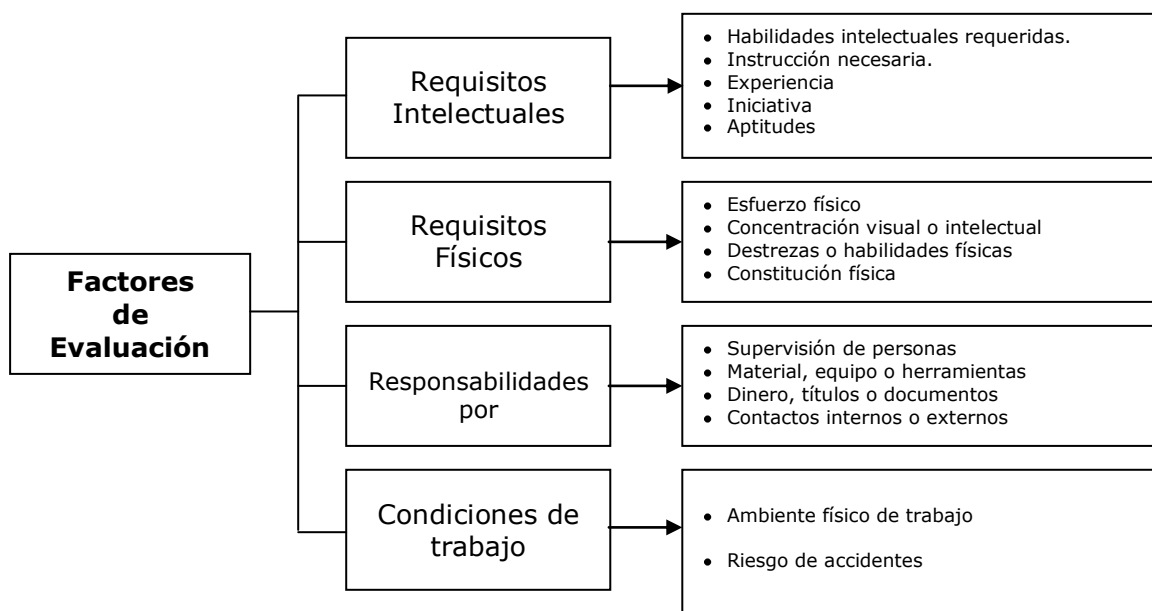 Factores
de
Evaluación
Requisitos
Intelectuales
• Habilidades intelectuales requeridas.
• Instrucción necesaria.
• Experiencia
• Iniciativa
• Aptitudes
Requisitos
Físicos
• Esfuerzo físico
• Concentración visual o intelectual
• Destrezas o habilidades físicas
• Constitución física
Responsabilidades
por
• Supervisión de personas
• Material, equipo o herramientas
• Dinero, títulos o documentos
• Contactos internos o externos
Condiciones de
trabajo
• Ambiente físico de trabajo
• Riesgo de accidentes